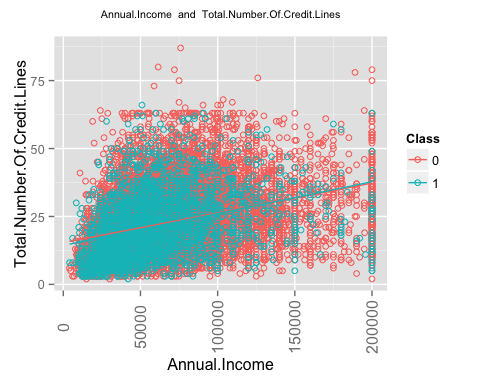 Annual.Income and Total.Number.Of.Credit.Lines
Total.Number.Of.Credit.Lines
75
50
25
0
0
50000
100000
150000
200000
Annual.Income
Class
0
1